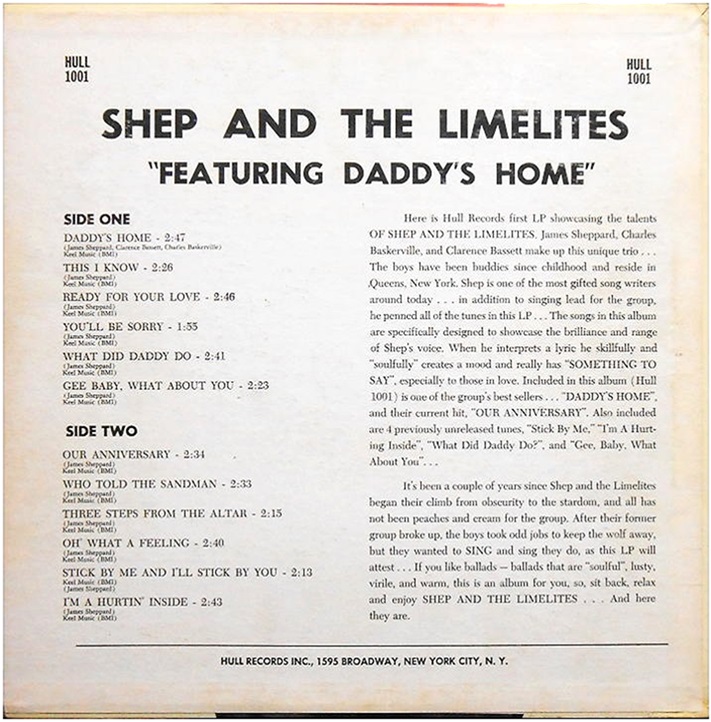 HULL
1001
HULL
1001
SHEP AND THE LIMELITES
"FEATURING DADDY'S HOME"
SIDE ONE
DADDY'S HOME - 2:47
(James Sheppard, Clarence Bassett, Charles Baskerville)
Keel Music (BMI)
THIS I KNOW - 2:26
(James Sheppard)
Keel Music (BMI)
READY FOR YOUR LOVE - 2:46
(James Sheppard)
Keel Music (BMI)
YOU'LL BE SORRY - 1:55
(James Sheppard)
Keel Music (BMI)
WHAT DID DADDY DO - 2:41
(James Sheppard)
Keel Music (BMI)
GEE BABY, WHAT ABOUT YOU - 2:23
(James Sheppard)
Keel Music (BMI)
SIDE TWO
OUR ANNIVERSARY - 2:34
(James Sheppard)
Keel Music (BMI)
WHO TOLD THE SANDMAN - 2:33
(James Sheppard)
Keel Music (BMI)
THREE STEPS FROM THE ALTAR - 2:15
(James Sheppard)
Keel Music (BMI)
OH' WHAT A FEELING - 2:40
(James Sheppard)
Keel Music (BMI)
STICK BY ME AND I'LL STICK BY YOU - 2:13
Keel Music (BMI)
(James Sheppard)
I'M A HURTIN' INSIDE - 2:43
(James Sheppard)
Keel Music (BMI)
Here is Hull Records first LP showcasing the talents
OF SHEP AND THE LIMELITES. James Sheppard, Charles
Baskerville, and Clarence Bassett make up this unique trio . . .
The boys have been buddies since childhood and reside in
Queens, New York. Shep is one of the most gifted song writers
around today . . . in addition to singing lead for the group,
he penned all of the tunes in this LP . . . The songs in this album
are specifically designed to showcase the brilliance and range
of Shep's voice. When he interprets a lyric he skillfully and
"soulfully" creates a mood and really has "SOMETHING TO
SAY", especially to those in love. Included in this album (Hull
1001) is one of the group's best sellers . . . "DADDY'S HOME",
and their current hit, "OUR ANNIVERSARY". Also included
are 4 previously unreleased tunes, "Stick By Me," "I'm A Hurt-
ing Inside", "What Did Daddy Do?", and "Gee, Baby, What
About You". . .
It's been a couple of years since Shep and the Limelites
began their climb from obscurity to the stardom, and all has
not been peaches and cream for the group. After their former
group broke up, the boys took odd jobs to keep the wolf away,
but they wanted to SING and sing they do, as this LP will
attest . . . If you like ballads — ballads that are "soulful", lusty,
virile, and warm, this is an album for you, so, sit back, relax
and enjoy SHEP AND THE LIMELITES . . . And here
they are.
HULL RECORDS INC., 1595 BROADWAY, NEW YORK CITY, N. Y.